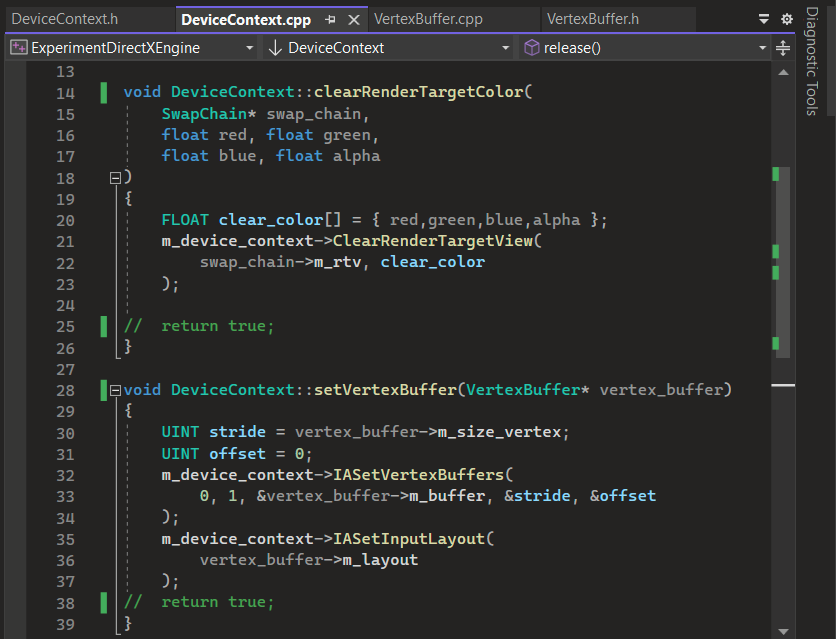 DeviceContext.h DeviceContext.cpp VertexBuffer.cpp VertexBuffer.h
Diagnostic Tools
ExperimentDirectXEngine DeviceContext release()
13
14 void DeviceContext::clearRenderTargetColor(
15 SwapChain* swap_chain,
16 float red, float green,
17 float blue, float alpha
18 )
19 {
20 FLOAT clear_color[] = { red,green,blue,alpha };
21 m_device_context->ClearRenderTargetView(
22 swap_chain->m_rtv, clear_color
23 );
24
25 // return true;
26 }
27
28 void DeviceContext::setVertexBuffer(VertexBuffer* vertex_buffer)
29 {
30 UINT stride = vertex_buffer->m_size_vertex;
31 UINT offset = 0;
32 m_device_context->IASetVertexBuffers(
33 0, 1, &vertex_buffer->m_buffer, &stride, &offset
34 );
35 m_device_context->IASetInputLayout(
36 vertex_buffer->m_layout
37 );
38 // return true;
39 }